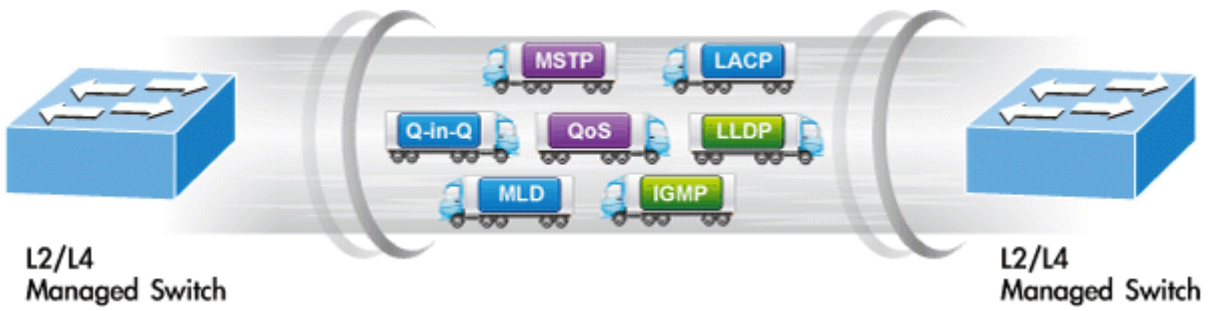 MSTP
LACP
Q-in-Q
QoS
LLDP
MLD
IGMP
L2/L4
Managed Switch
L2/L4
Managed Switch